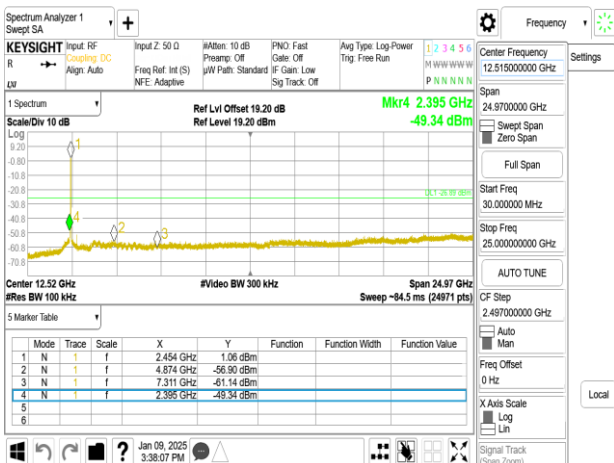 Spectrum Analyzer 1
Swept SA
Frequency
KEYSIGHT
Input: RF
Coupling: DC
Align: Auto
Input Z: 50 Ω
Freq Ref: Int (S)
NFE: Adaptive
#Atten: 10 dB
Preamp: Off
µW Path: Standard
PNO: Fast
Gate: Off
IF Gain: Low
Sig Track: Off
Avg Type: Log-Power
Trig: Free Run
1 2 3 4 5 6
M W W W W W
P N N N N N
R
1 Spectrum
Scale/Div 10 dB
Log
Ref Lvl Offset 19.20 dB
Ref Level 19.20 dBm
Mkr4 2.395 GHz
-49.34 dBm
9.20
-0.80
-10.8
-20.8
-30.8
-40.8
-50.8
-60.8
-70.8
1
2
3
4
Center 12.52 GHz
#Res BW 100 kHz
#Video BW 300 kHz
Span 24.97 GHz
Sweep ~84.5 ms (24971 pts)
5 Marker Table
Mode Trace Scale X Y Function Function Width Function Value
1 N 1 f 2.454 GHz 1.06 dBm
2 N 1 f 4.874 GHz -56.90 dBm
3 N 1 f 7.311 GHz -61.14 dBm
4 N 1 f 2.395 GHz -49.34 dBm
5
6
?
Jan 09, 2025
3:38:07 PM
Center Frequency
12.515000000 GHz
Span
24.9700000 GHz
Swept Span
Zero Span
Full Span
Start Freq
30.000000 MHz
Stop Freq
25.000000000 GHz
AUTO TUNE
CF Step
2.497000000 GHz
Auto
Man
Freq Offset
0 Hz
X Axis Scale
Log
Lin
Signal Track
(Span Zoom)
Settings
Local